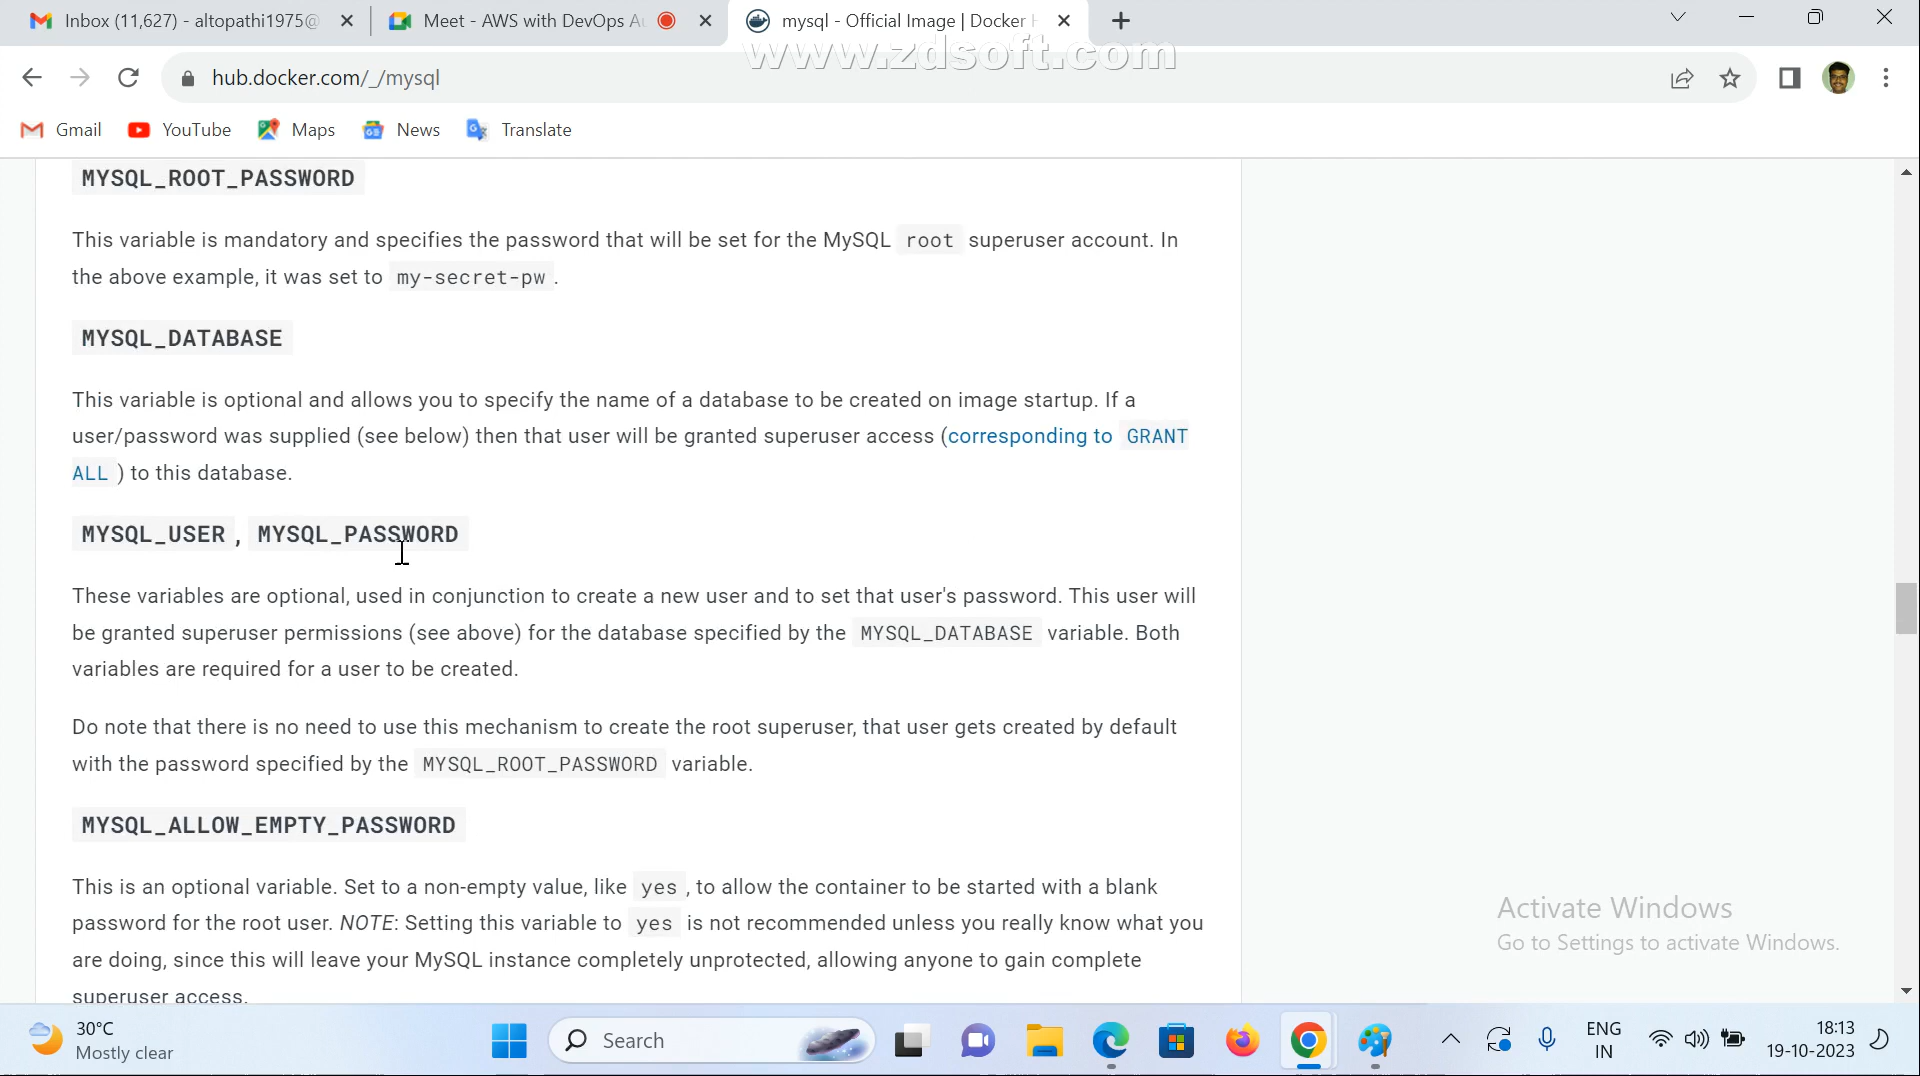 Inbox (11,627) - altopathi1975@
Meet - AWS with DevOps Au
mysql - Official Image | Docker H
www.zdsoft.com
hub.docker.com/_/mysql
Gmail
YouTube
Maps
News
Translate
MYSQL_ROOT_PASSWORD
This variable is mandatory and specifies the password that will be set for the MySQL root superuser account. In
the above example, it was set to my-secret-pw .
MYSQL_DATABASE
This variable is optional and allows you to specify the name of a database to be created on image startup. If a
user/password was supplied (see below) then that user will be granted superuser access (corresponding to GRANT
ALL ) to this database.
MYSQL_USER , MYSQL_PASSWORD
These variables are optional, used in conjunction to create a new user and to set that user's password. This user will
be granted superuser permissions (see above) for the database specified by the MYSQL_DATABASE variable. Both
variables are required for a user to be created.
Do note that there is no need to use this mechanism to create the root superuser, that user gets created by default
with the password specified by the MYSQL_ROOT_PASSWORD variable.
MYSQL_ALLOW_EMPTY_PASSWORD
This is an optional variable. Set to a non-empty value, like yes , to allow the container to be started with a blank
password for the root user. NOTE: Setting this variable to yes is not recommended unless you really know what you
are doing, since this will leave your MySQL instance completely unprotected, allowing anyone to gain complete
superuser access.
Activate Windows
Go to Settings to activate Windows.
30°C
Mostly clear
Search
ENG
IN
18:13
19-10-2023